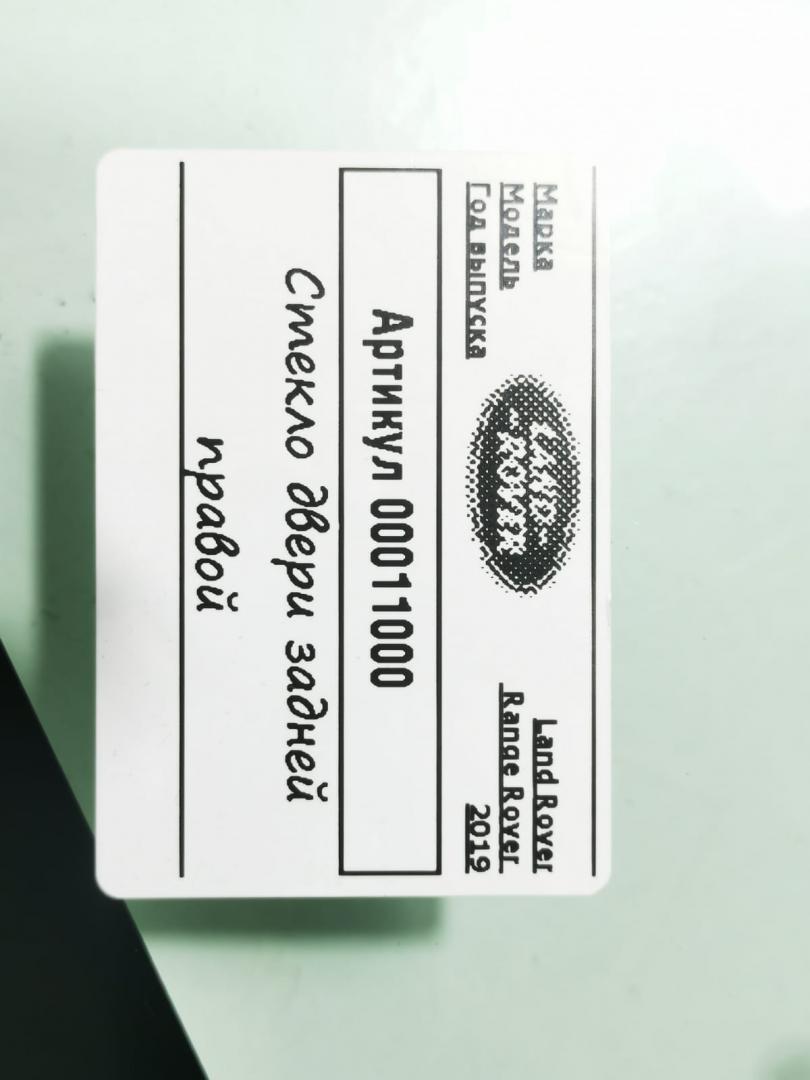 Марка
Land Rover
Модель
Range Rover
Год выпуска
2019
LAND-
-ROVER
Артикул 00011000
Стекло двери задней
правой